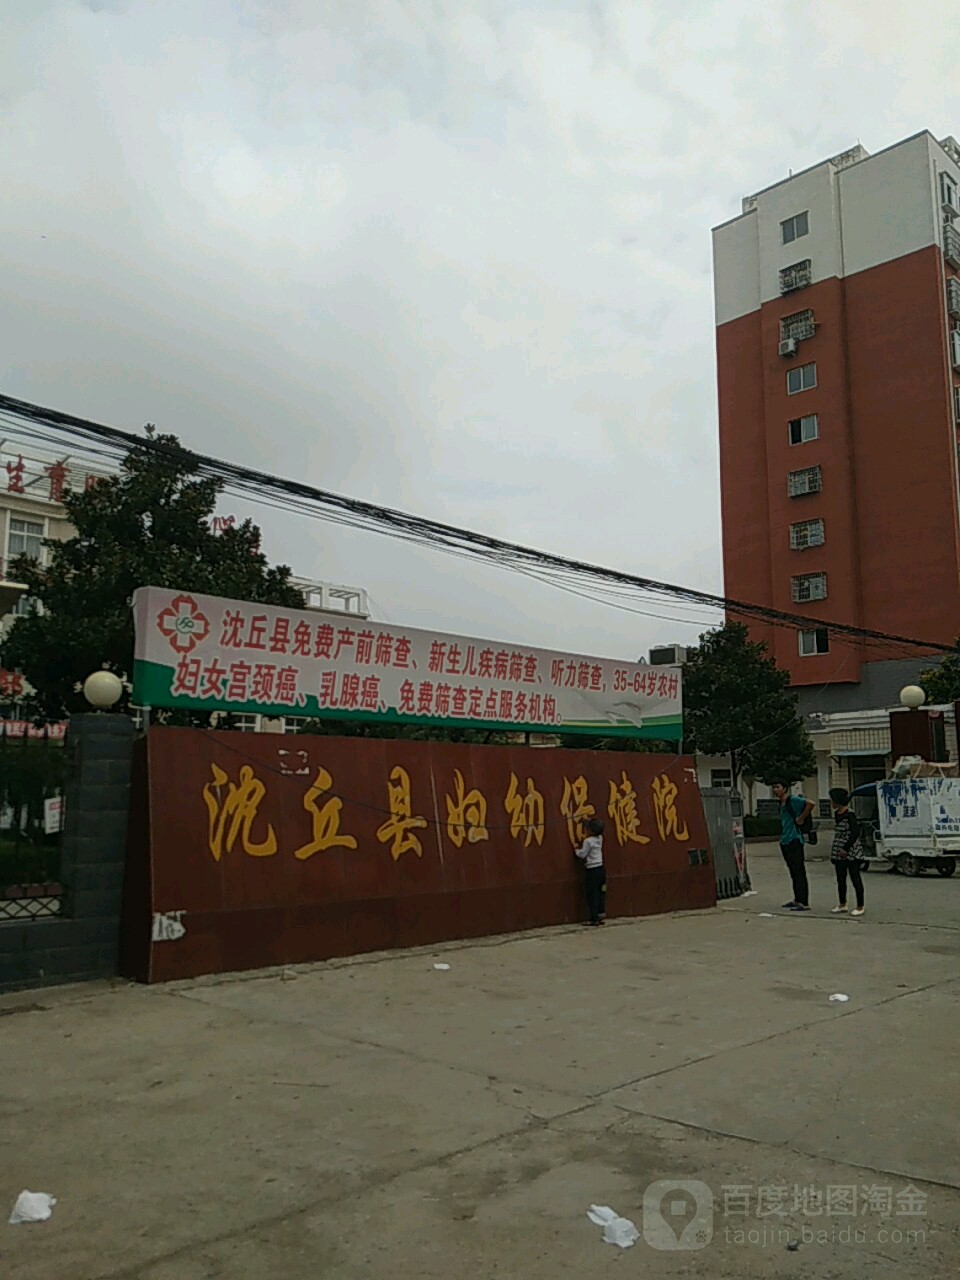 生育
心
沈丘县免费产前筛查、新生儿疾病筛查、听力筛查，35-64岁农村
妇女宫颈癌、乳腺癌、免费筛查定点服务机构。
沈丘县妇幼保健院
百度地图淘金
taojin.baidu.com